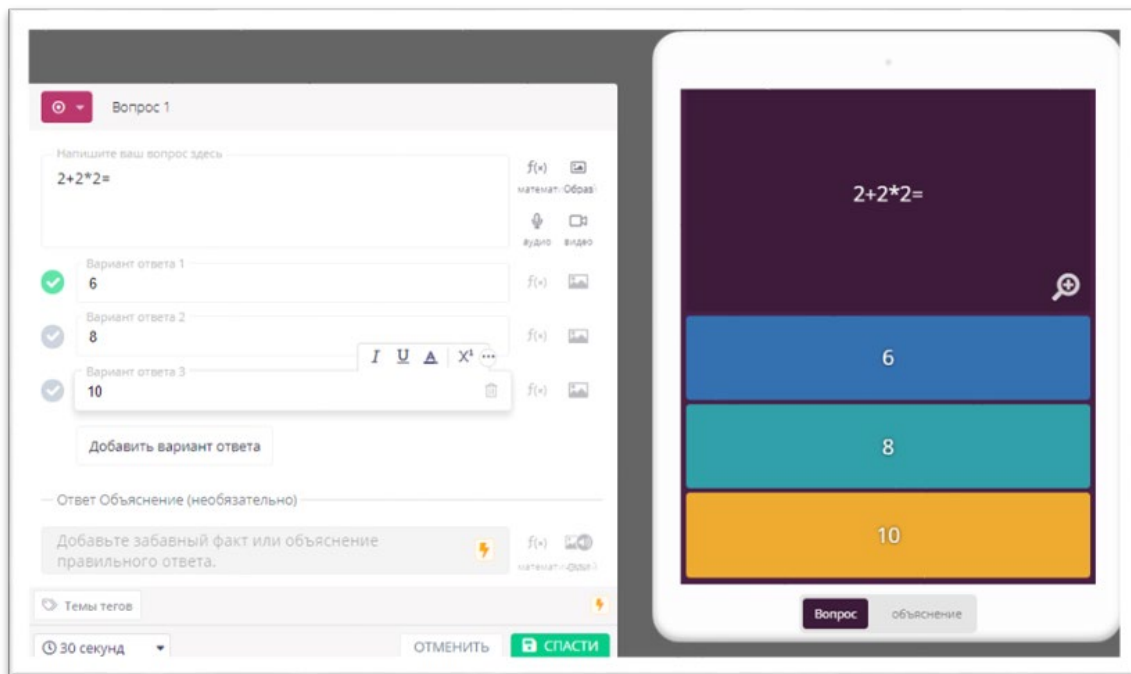 Вопрос 1
Напишите ваш вопрос здесь
2+2*2=
f(x)
математ
Образ
аудио
видео
Вариант ответа 1
6
f(x)
Вариант ответа 2
8
f(x)
I U A X¹ ...
Вариант ответа 3
10
f(x)
Добавить вариант ответа
Ответ Объяснение (необязательно)
Добавьте забавный факт или объяснение
правильного ответа.
f(x)
математ
Темы тегов
30 секунд
ОТМЕНИТЬ
СПАСТИ
2+2*2=
6
8
10
Вопрос
объяснение